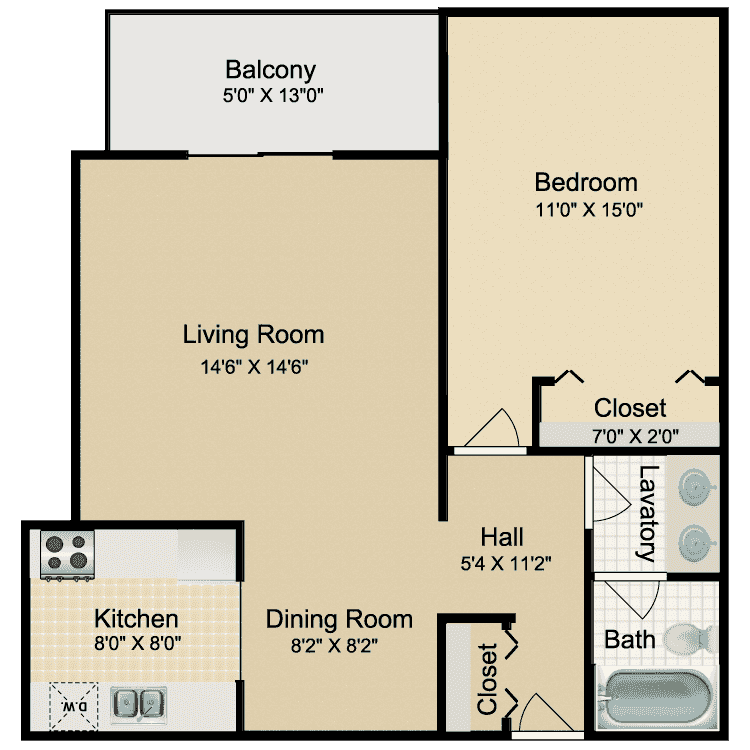 Balcony
5'0" X 13"0"
Bedroom
11'0" X 15'0"
Living Room
14'6" X 14'6"
Closet
7'0" X 2'0"
Lavatory
Hall
5'4 X 11'2"
Kitchen
8'0" X 8'0"
Dining Room
8'2" X 8'2"
Bath
Closet
D.W.